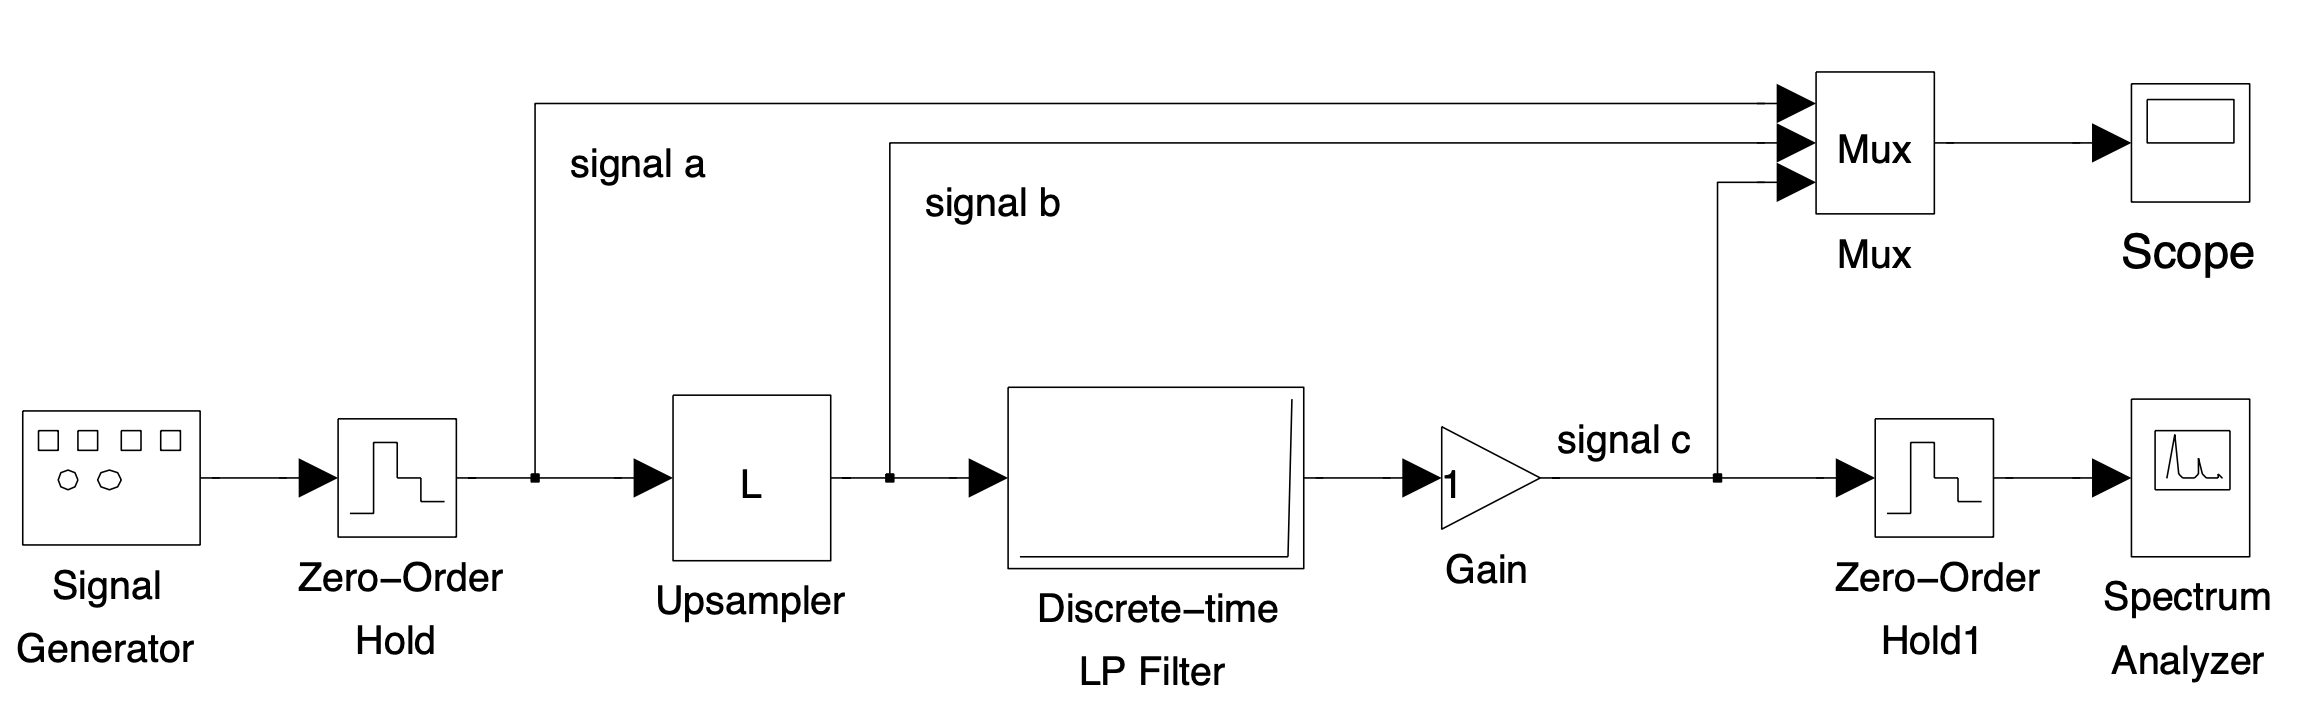 signal a
signal b
Mux
Mux
Scope
signal c
L
1
Signal
Generator
Zero−Order
Hold
Upsampler
Discrete−time
LP Filter
Gain
Zero−Order
Hold1
Spectrum
Analyzer